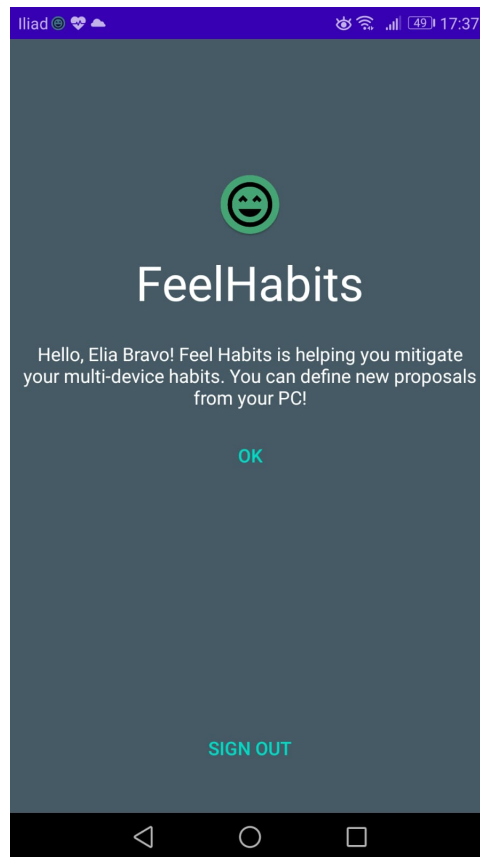 Iliad 49 17:37
FeelHabits
Hello, Elia Bravo! Feel Habits is helping you mitigate
your multi-device habits. You can define new proposals
from your PC!
OK
SIGN OUT